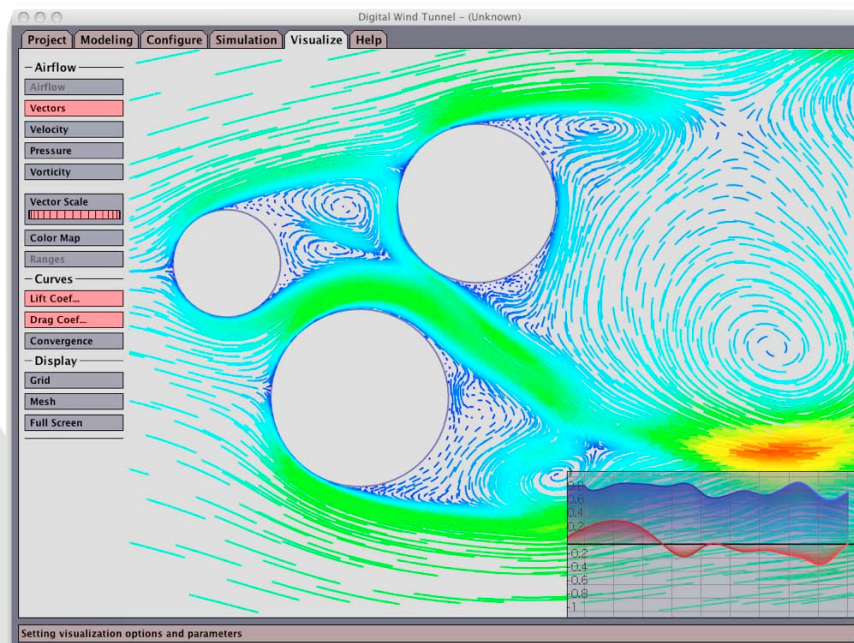 Digital Wind Tunnel – (Unknown)
Project Modeling Configure Simulation Visualize Help
Airflow
Airflow
Vectors
Velocity
Pressure
Vorticity
Vector Scale
Color Map
Ranges
Curves
Lift Coef...
Drag Coef...
Convergence
Display
Grid
Mesh
Full Screen
0.6
0.4
0.2
-0.2
-0.4
-0.6
-0.8
-1
Setting visualization options and parameters